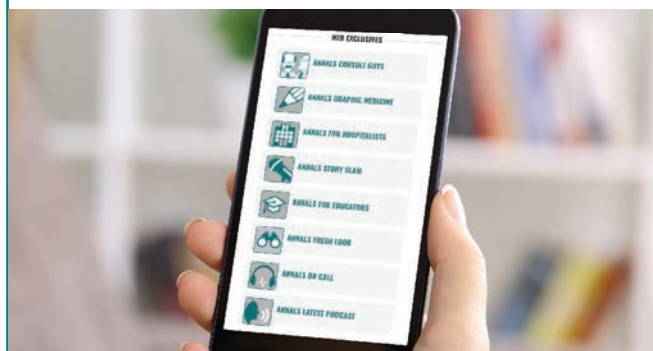 WEB EXCLUSIVES
ANNALS CONSULT GUYS
ANNALS GRAPHIC MEDICINE
ANNALS FOR HOSPITALISTS
ANNALS STORY SLAM
ANNALS FOR EDUCATORS
ANNALS FRESH LOOK
ANNALS ON CALL
ANNALS LATEST PODCAST